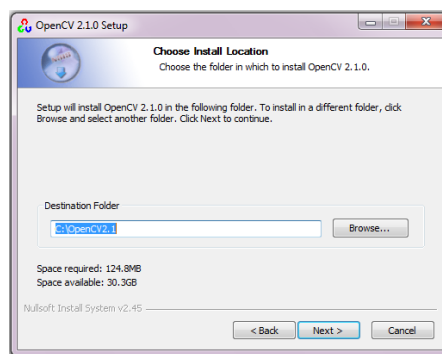 OpenCV 2.1.0 Setup
Choose Install Location
Choose the folder in which to install OpenCV 2.1.0.
Setup will install OpenCV 2.1.0 in the following folder. To install in a different folder, click
Browse and select another folder. Click Next to continue.
Destination Folder
C:\OpenCV2.1
Browse...
Space required: 124.8MB
Space available: 30.3GB
Nullsoft Install System v2.45
< Back
Next >
Cancel